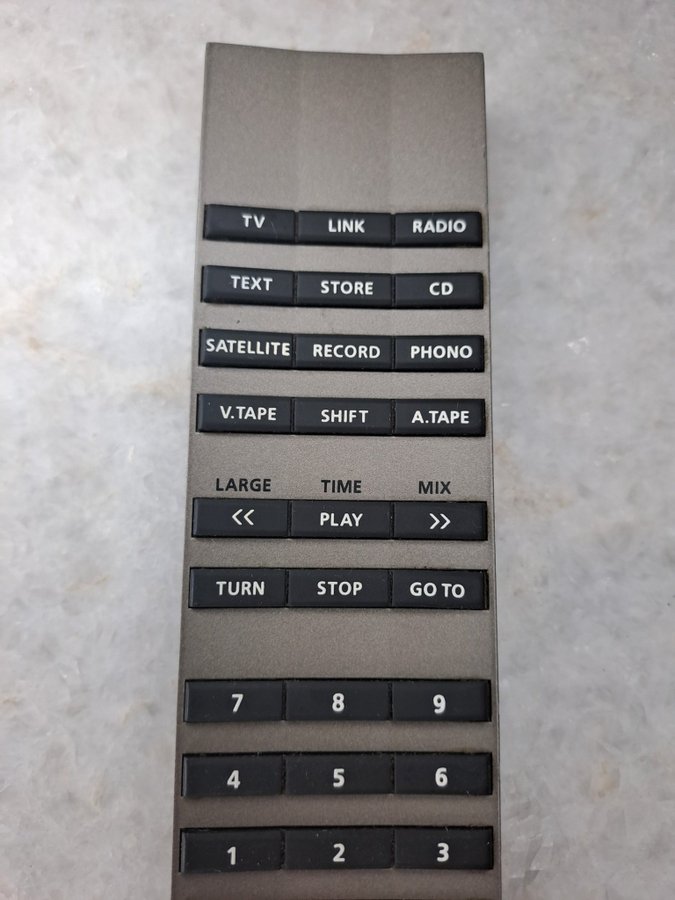 TV LINK RADIO
TEXT STORE CD
SATELLITE RECORD PHONO
V.TAPE SHIFT A.TAPE
LARGE TIME MIX
<< PLAY >>
TURN STOP GO TO
7 8 9
4 5 6
1 2 3